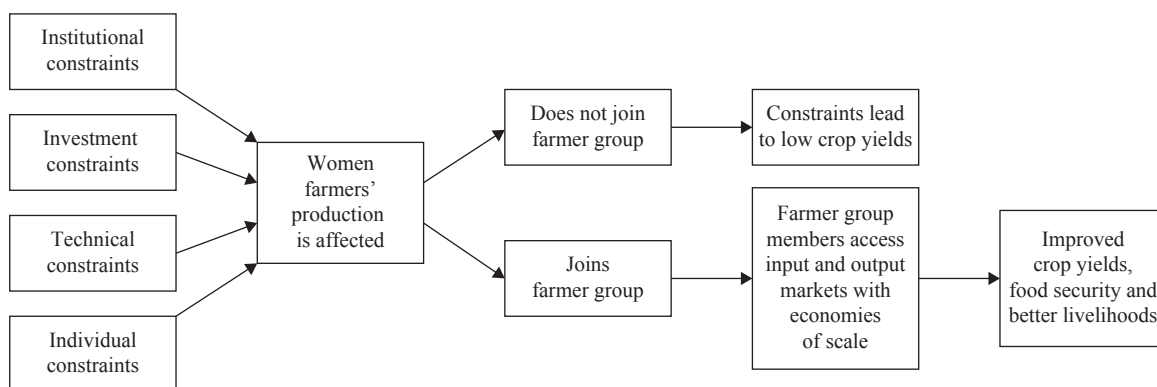 Institutional
constraints
Investment
constraints
Technical
constraints
Individual
constraints
Women
farmers’
production
is affected
Does not join
farmer group
Constraints lead
to low crop yields
Joins
farmer group
Farmer group
members access
input and output
markets with
economies
of scale
Improved
crop yields,
food security and
better livelihoods